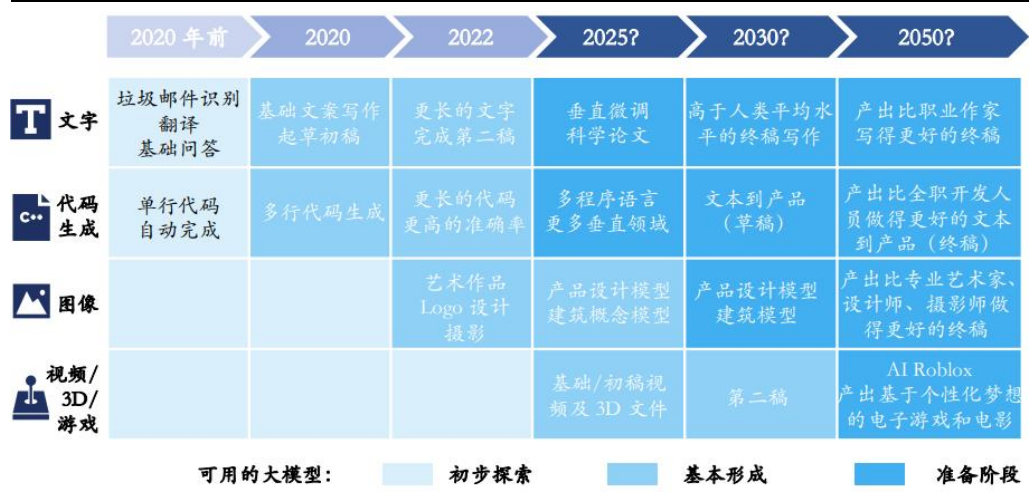 2020 年前
2020
2022
2025?
2030?
2050?
文字
垃圾邮件识别
翻译
基础问答
基础文案写作
起草初稿
更长的文字
完成第二稿
垂直微调
科学论文
高于人类平均水
平的终稿写作
产出比职业作家
写得更好的终稿
代码
生成
单行代码
自动完成
多行代码生成
更长的代码
更高的准确率
多程序语言
更多垂直领域
文本到产品
（草稿）
产出比全职开发人
员做得更好的文本
到产品（终稿）
图像
艺术作品
Logo 设计
摄影
产品设计模型
建筑概念模型
产品设计模型
建筑模型
产出比专业艺术家、
设计师、摄影师做
得更好的终稿
视频/
3D/
游戏
基础/初稿视
频及 3D 文件
第二稿
AI Roblox
产出基于个性化梦想
的电子游戏和电影
可用的大模型：
初步探索
基本形成
准备阶段
T
C++